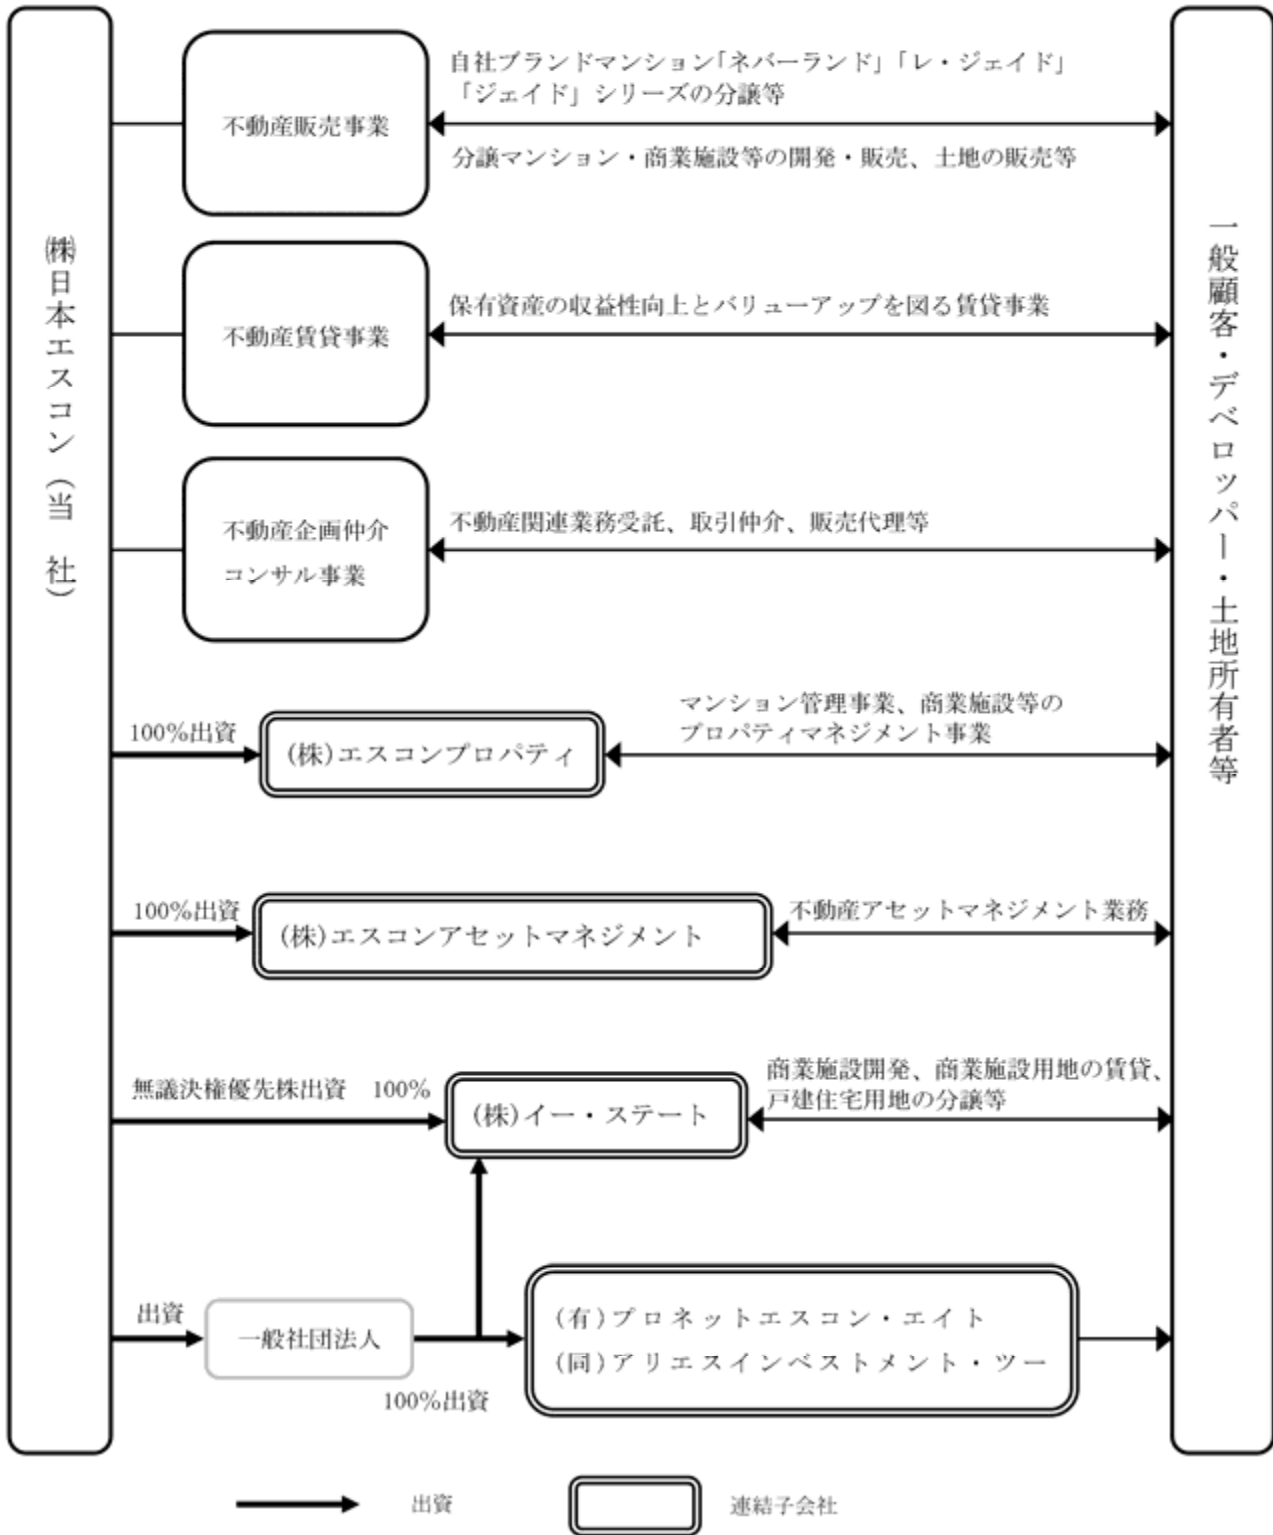 ㈱日本エスコン（当　社）
不動産販売事業
自社ブランドマンション「ネバーランド」「レ・ジェイド」
「ジェイド」シリーズの分譲等
分譲マンション・商業施設等の開発・販売、土地の販売等
不動産賃貸事業
保有資産の収益性向上とバリューアップを図る賃貸事業
不動産企画仲介
コンサル事業
不動産関連業務受託、取引仲介、販売代理等
100%出資
(株)エスコンプロパティ
マンション管理事業、商業施設等の
プロパティマネジメント事業
100%出資
(株)エスコンアセットマネジメント
不動産アセットマネジメント業務
無議決権優先株出資　100%
(株)イー・ステート
商業施設開発、商業施設用地の賃貸、
戸建住宅用地の分譲等
出資
一般社団法人
100%出資
(有)プロネットエスコン・エイト
(同)アリエスインベストメント・ツー
一般顧客・デベロッパー・土地所有者等
出資
連結子会社